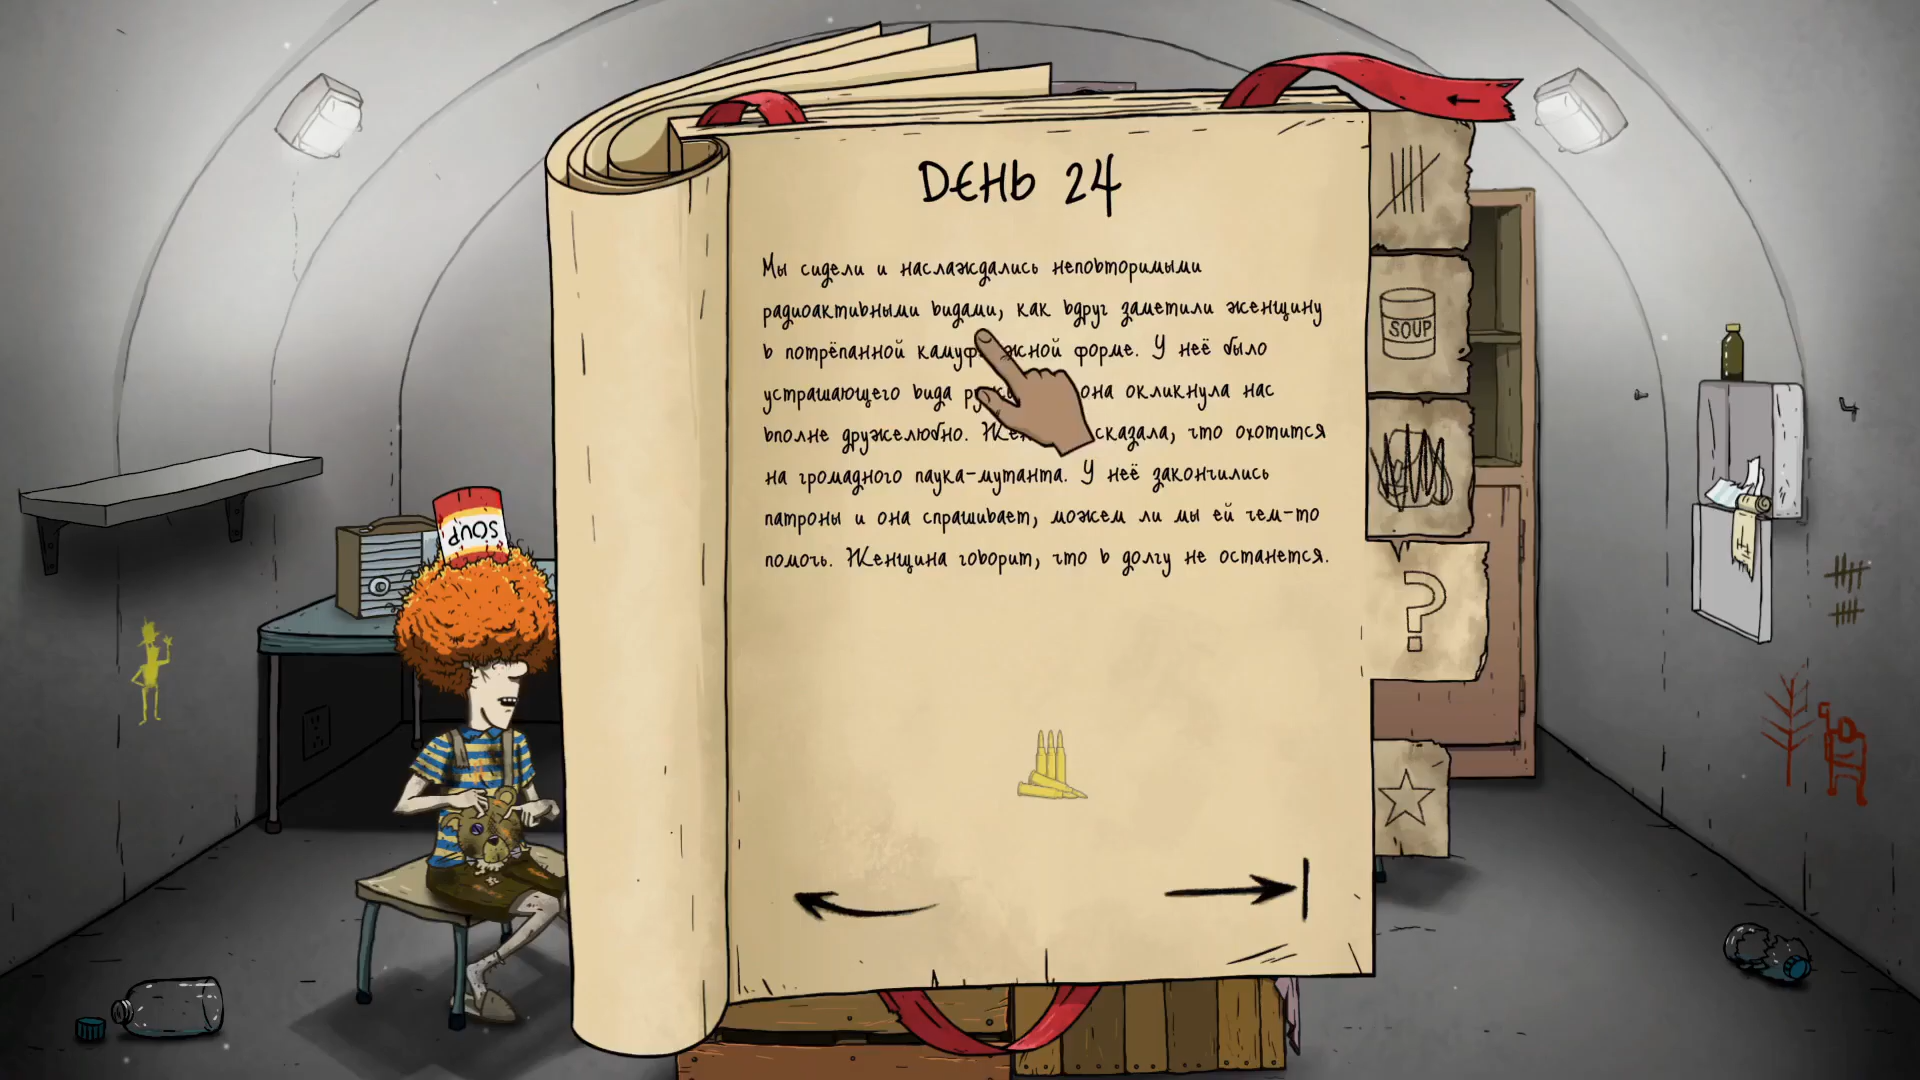 ДЕНЬ 24
Мы сидели и наслаждались неповторимыми
радиоактивными видами, как вдруг заметили женщину
в потрёпанной форме. У неё было
устрашающего вида она окликнула нас
вполне дружелюбно. сказала, что охотится
на громадного паука-мутанта. У неё закончились
патроны и она спрашивает, можем ли мы ей чем-то
помочь. Женщина говорит, что в долгу не останется.
SOUP
SOUP